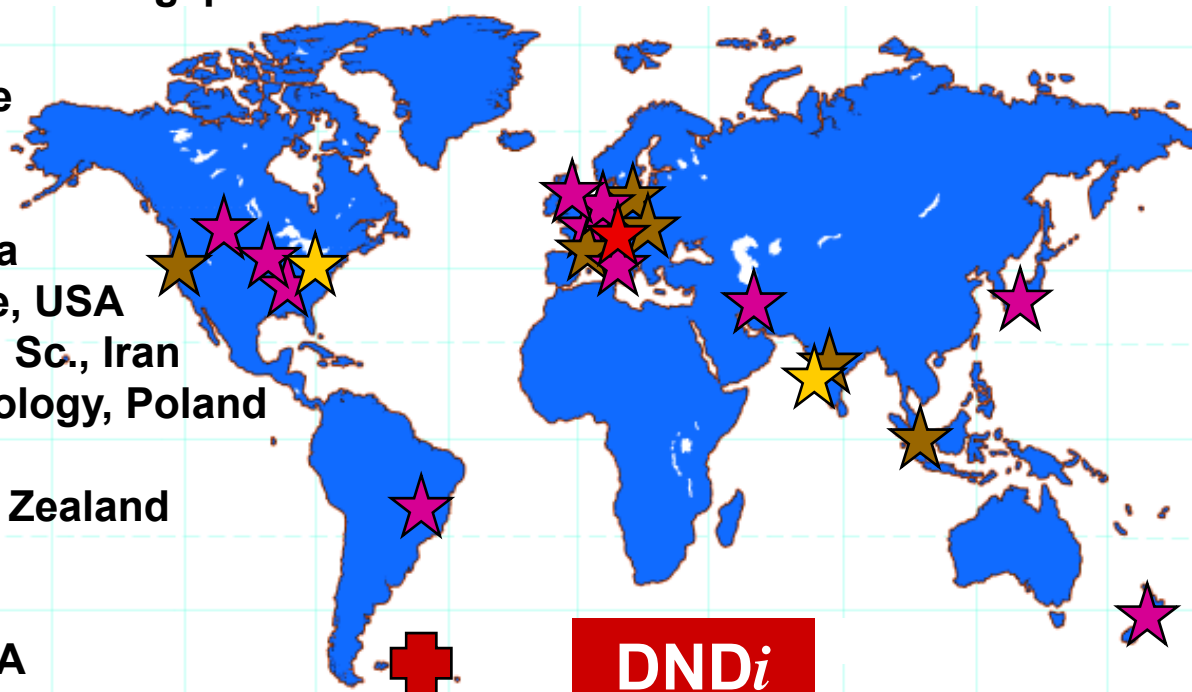 e
a
e, USA
Sc., Iran
ology, Poland
Zealand
A
DNDi